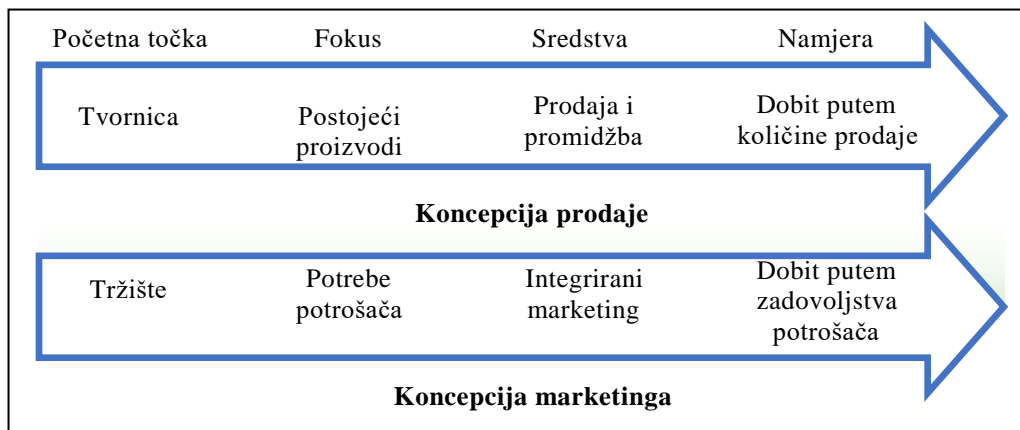 Početna točka Fokus Sredstva Namjera
Tvornica
Postojeći
proizvodi
Prodaja i
promidžba
Dobit putem
količine prodaje
Koncepcija prodaje
Tržište
Potrebe
potrošača
Integrirani
marketing
Dobit putem
zadovoljstva
potrošača
Koncepcija marketinga